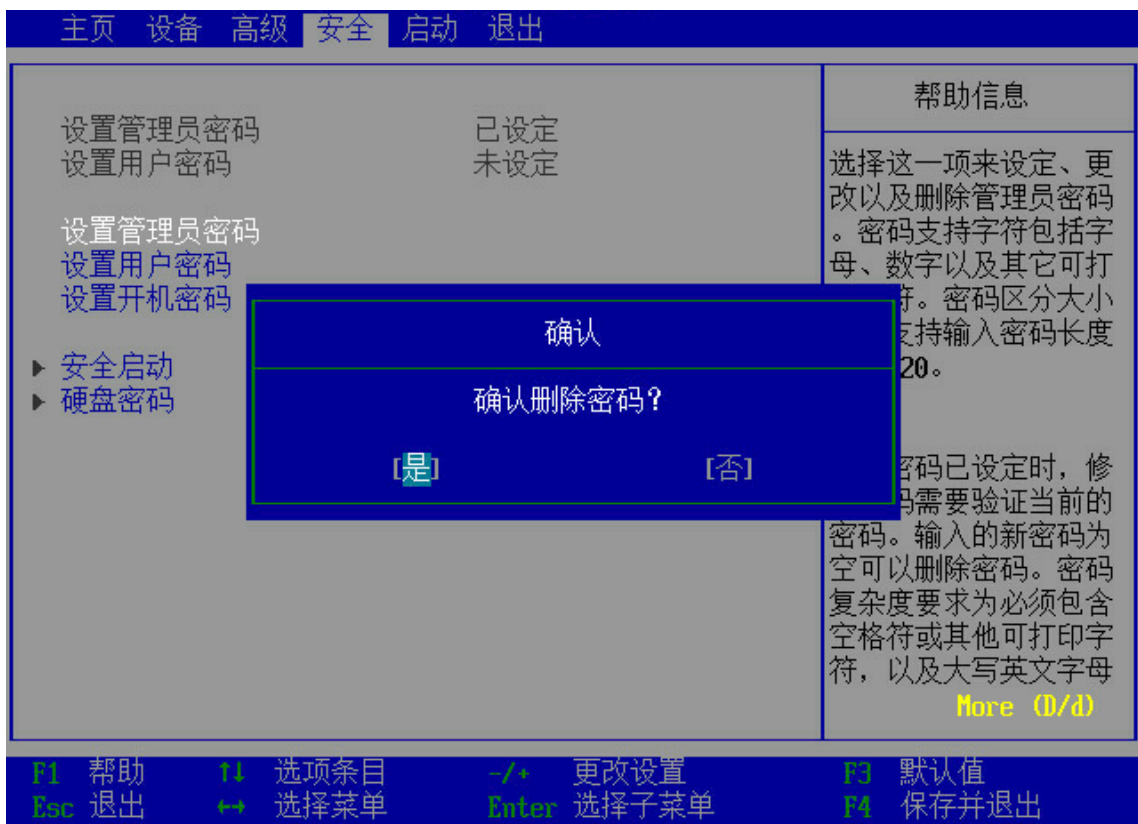 主页 设备 高级 安全 启动 退出
设置管理员密码 已设定
设置用户密码 未设定
设置管理员密码
设置用户密码
设置开机密码
安全启动
硬盘密码
确认
确认删除密码?
[是] [否]
帮助信息
选择这一项来设定、更
改以及删除管理员密码
。密码支持字符包括字
母、数字以及其它可打
符。密码区分大小
支持输入密码长度
20。
密码已设定时，修
码需要验证当前的
密码。输入的新密码为
空可以删除密码。密码
复杂度要求为必须包含
空格符或其他可打印字
符，以及大写英文字母
More (D/d)
F1 帮助 ↑↓ 选项条目 -/+ 更改设置 F3 默认值
Esc 退出 ←→ 选择菜单 Enter 选择子菜单 F4 保存并退出